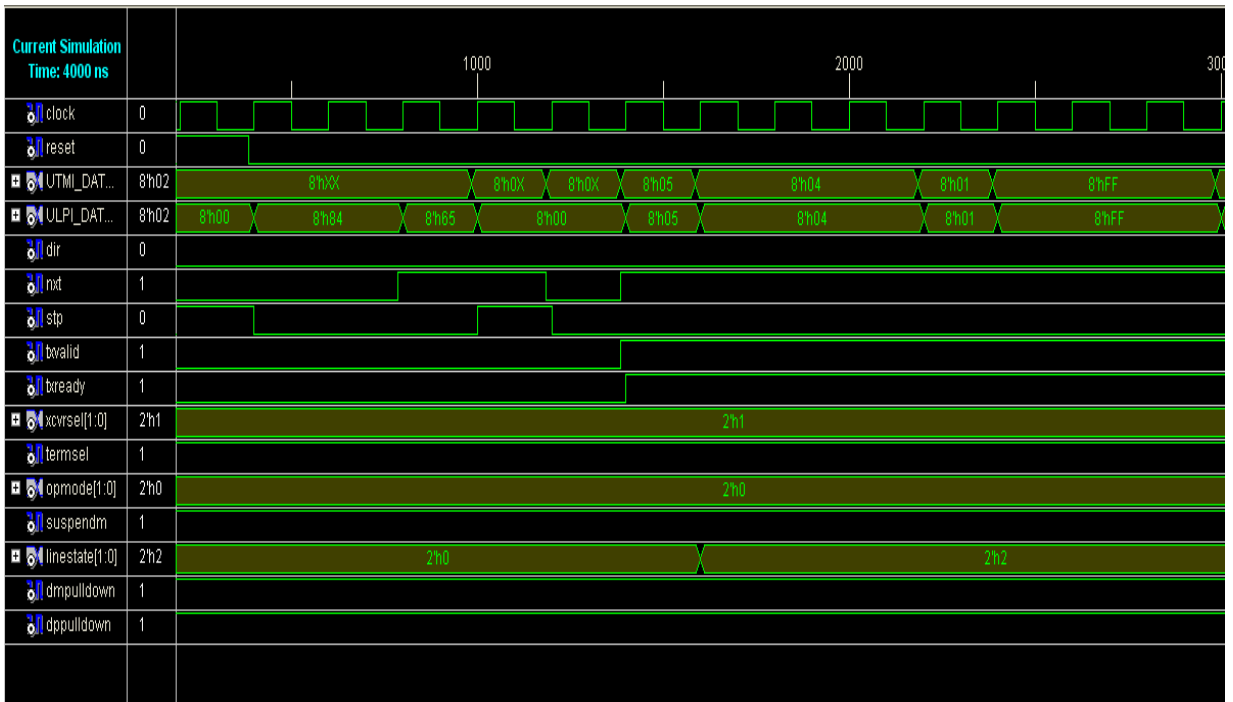 Current Simulation
Time: 4000 ns
1000
2000
300
clock 0
reset 0
UTMI_DAT... 8'h02 8'hXX 8'h0X 8'h0X 8'h05 8'h04 8'h01 8'hFF
ULPI_DAT... 8'h02 8'h00 8'h84 8'h65 8'h00 8'h05 8'h04 8'h01 8'hFF
dir 0
nxt 1
stp 0
txvalid 1
txready 1
xcvrsel[1:0] 2'h1 2'h1
termsel 1
opmode[1:0] 2'h0 2'h0
suspendm 1
linestate[1:0] 2'h2 2'h0 2'h2
dmpulldown 1
dppulldown 1